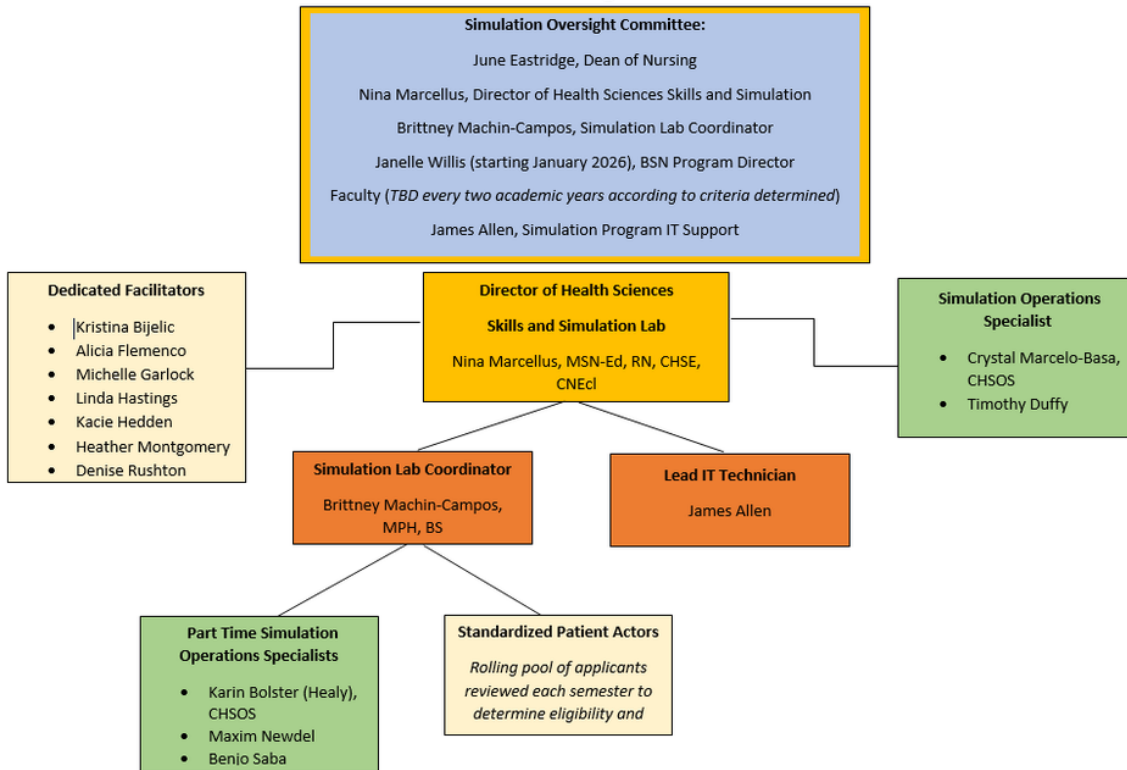 Simulation Oversight Committee:
June Eastridge, Dean of Nursing
Nina Marcellus, Director of Health Sciences Skills and Simulation
Brittney Machin-Campos, Simulation Lab Coordinator
Janelle Willis (starting January 2026), BSN Program Director
Faculty (TBD every two academic years according to criteria determined)
James Allen, Simulation Program IT Support
Dedicated Facilitators
• Kristina Bijelic
• Alicia Flemenco
• Michelle Garlock
• Linda Hastings
• Kacie Hedden
• Heather Montgomery
• Denise Rushton
Director of Health Sciences
Skills and Simulation Lab
Nina Marcellus, MSN-Ed, RN, CHSE,
CNEcl
Simulation Operations
Specialist
• Crystal Marcelo-Basa,
CHSOS
• Timothy Duffy
Simulation Lab Coordinator
Brittney Machin-Campos,
MPH, BS
Lead IT Technician
James Allen
Part Time Simulation
Operations Specialists
• Karin Bolster (Healy),
CHSOS
• Maxim Newdel
• Benjo Saba
Standardized Patient Actors
Rolling pool of applicants
reviewed each semester to
determine eligibility and